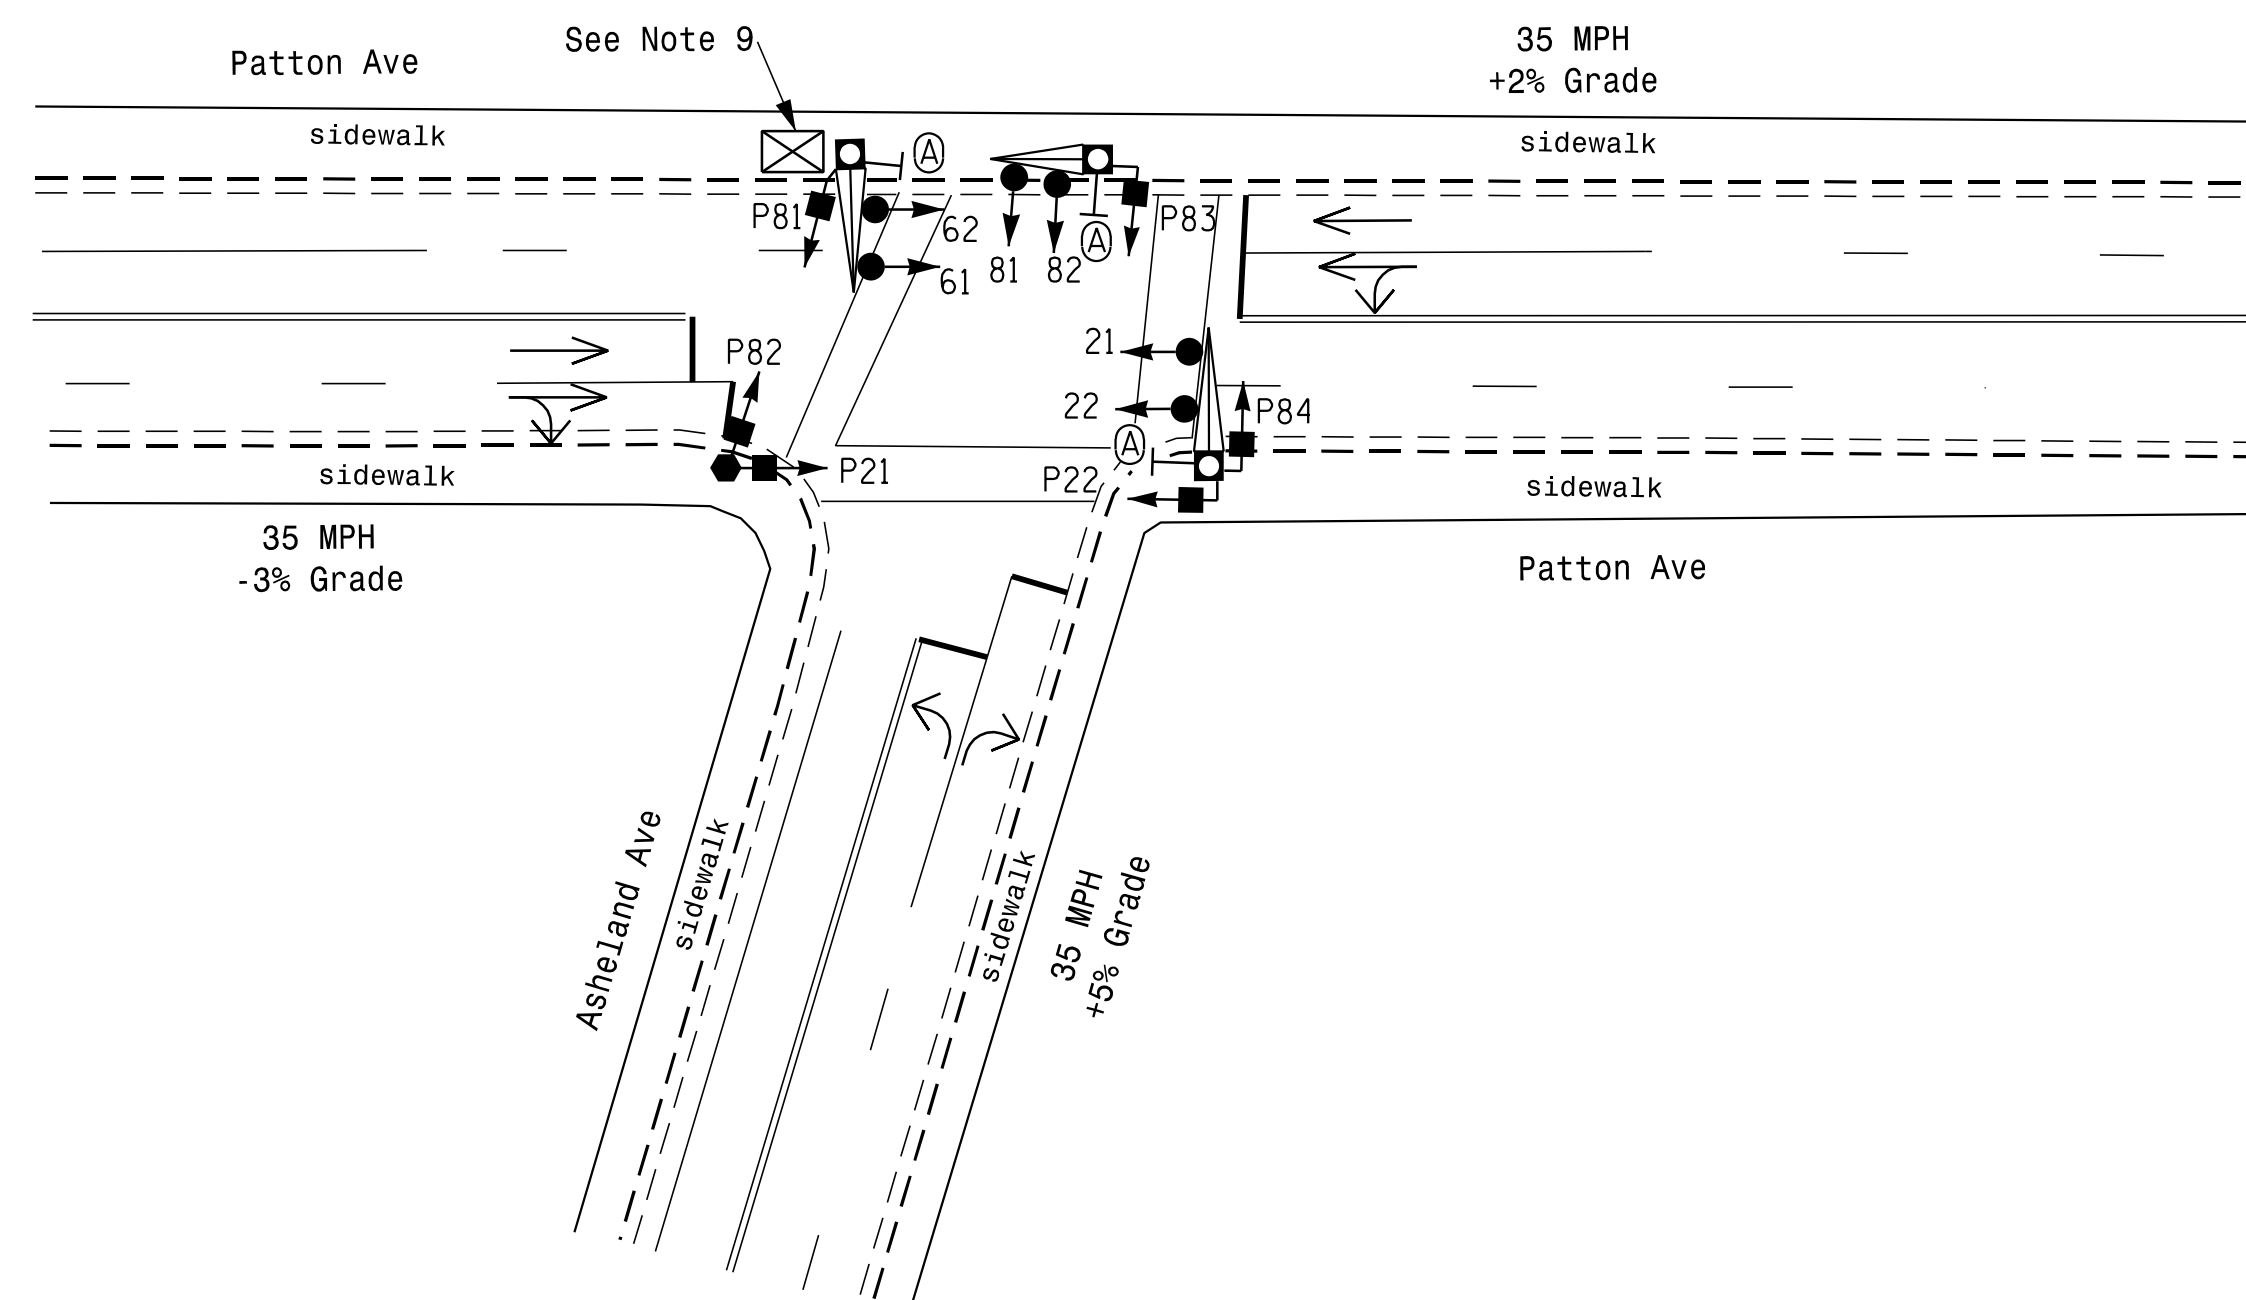 See Note 9
Patton Ave
35 MPH
+2% Grade
sidewalk
sidewalk
A
P81
62
61
81
82
A
P83
P82
21
22
P84
A
P21
P22
sidewalk
sidewalk
35 MPH
-3% Grade
Patton Ave
Asheland Ave
sidewalk
sidewalk
35 MPH
+5% Grade